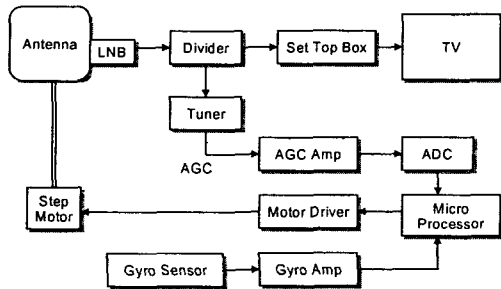 Antenna
LNB
Divider
Set Top Box
TV
Tuner
AGC
AGC Amp
ADC
Step
Motor
Motor Driver
Micro
Processor
Gyro Sensor
Gyro Amp